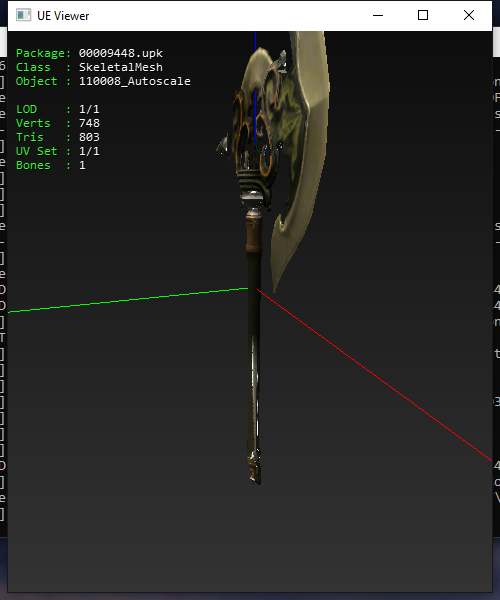 UE Viewer
Package: 00009448.upk
Class  : SkeletalMesh
Object : 110008_Autoscale
LOD    : 1/1
Verts  : 748
Tris   : 803
UV Set : 1/1
Bones  : 1